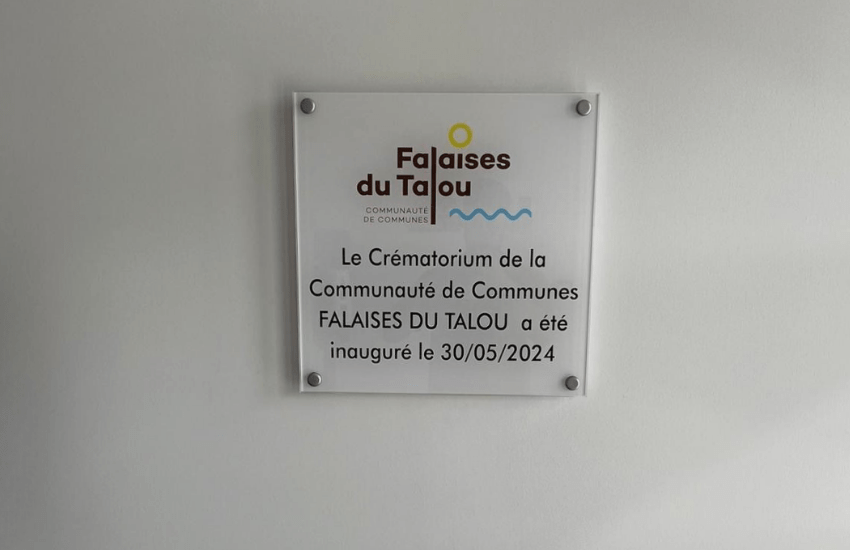 Falaises
du Talou
COMMUNAUTÉ
DE COMMUNES
Le Crématorium de la
Communauté de Communes
FALAISES DU TALOU a été
inauguré le 30/05/2024